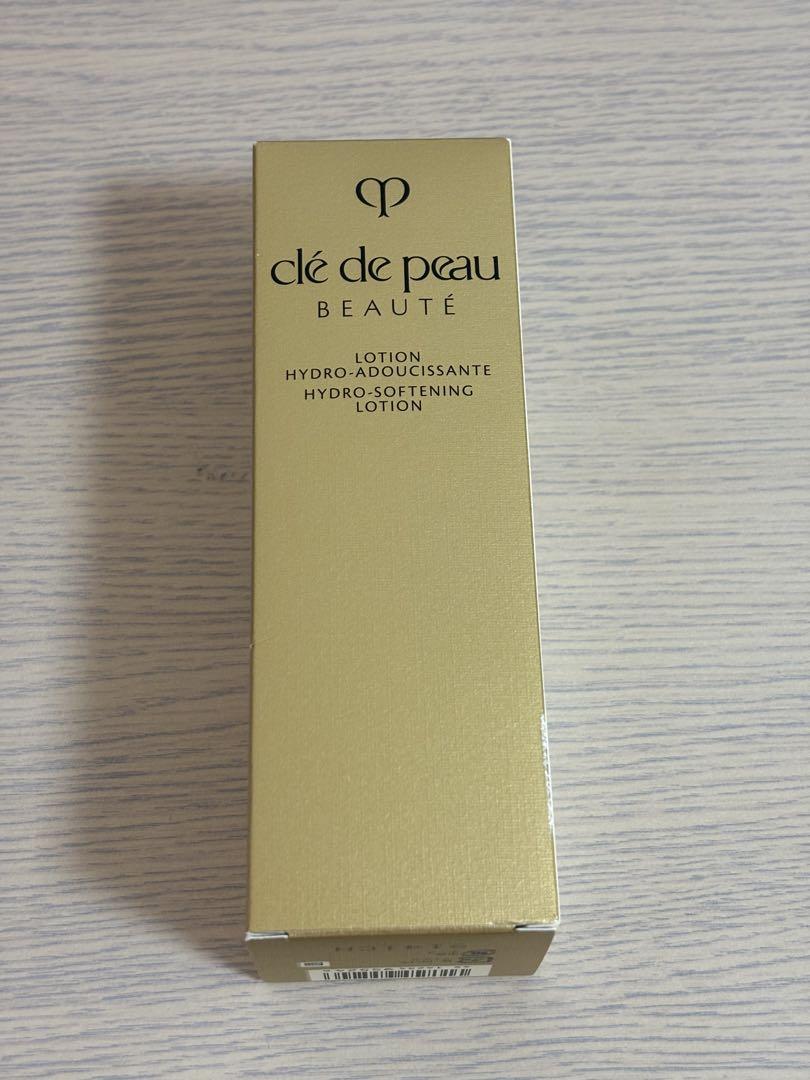 clé de peau
BEAUTÉ
LOTION
HYDRO-ADOUCISSANTE
HYDRO-SOFTENING
LOTION